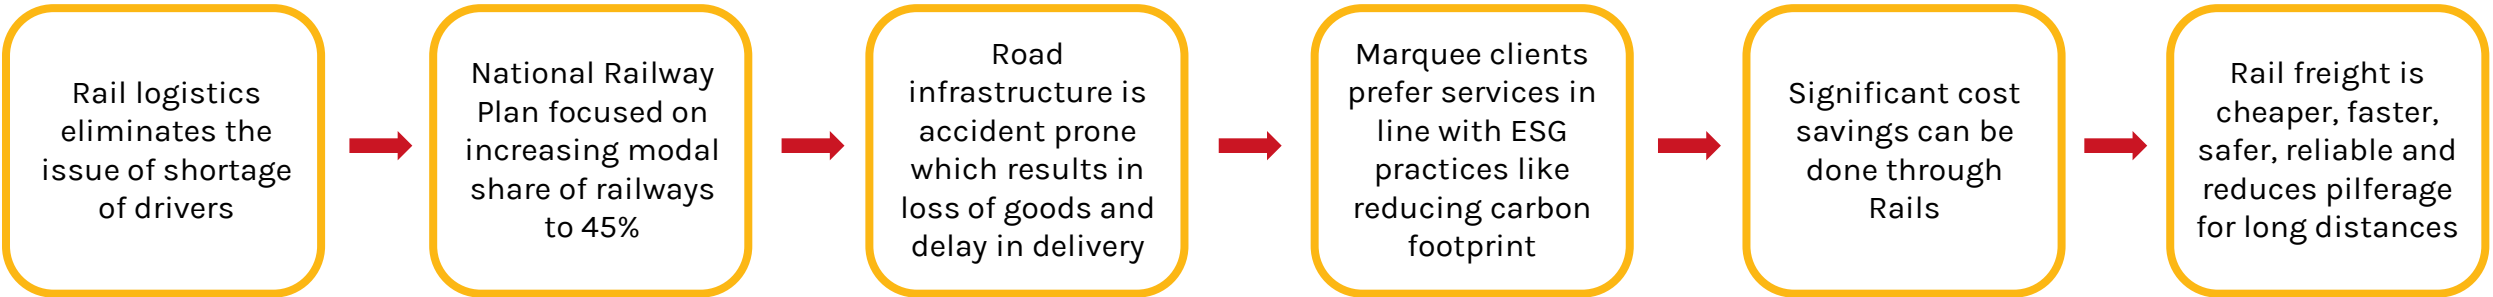 Rail logistics
eliminates the
issue of shortage
of drivers
National Railway
Plan focused on
increasing modal
share of railways
to 45%
Road
infrastructure is
accident prone
which results in
loss of goods and
delay in delivery
Marquee clients
prefer services in
line with ESG
practices like
reducing carbon
footprint
Significant cost
savings can be
done through
Rails
Rail freight is
cheaper, faster,
safer, reliable and
reduces pilferage
for long distances